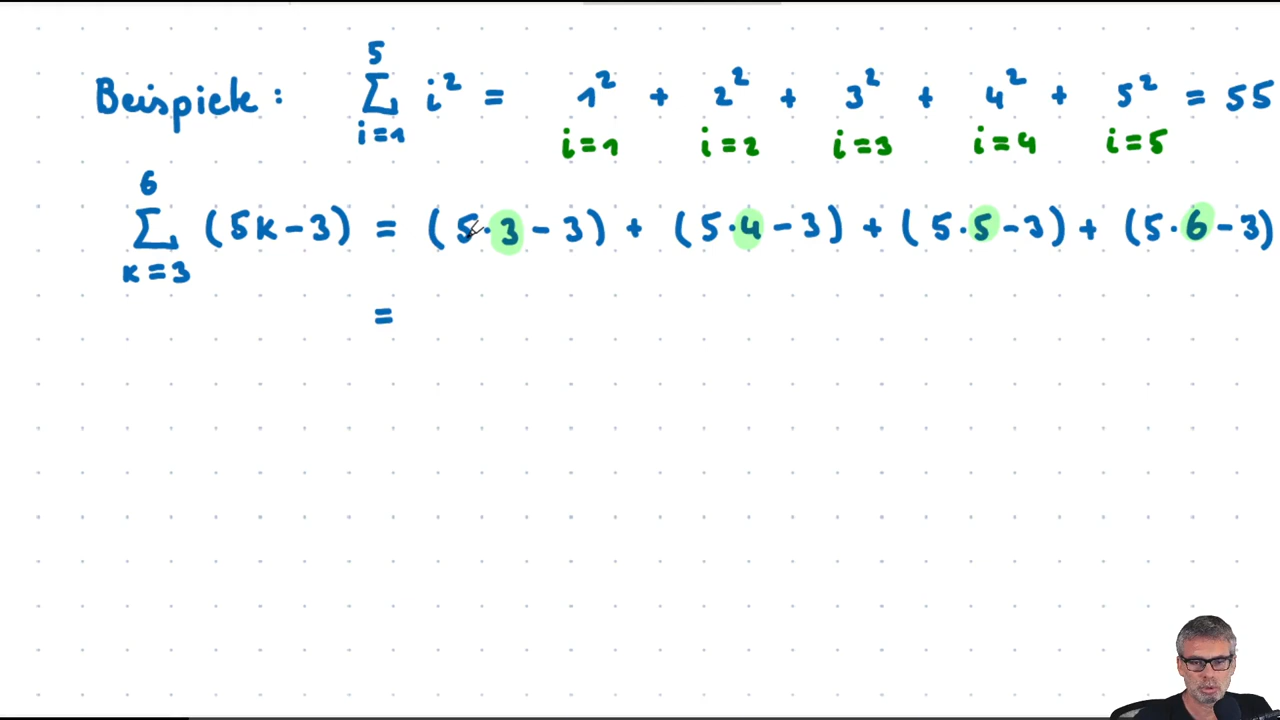 Beispiele: 5∑i=1 i² = 1² + 2² + 3² + 4² + 5² = 55
i=1 i=2 i=3 i=4 i=5
6∑k=3 (5k-3) = (5·3-3) + (5·4-3) + (5·5-3) + (5·6-3)
=